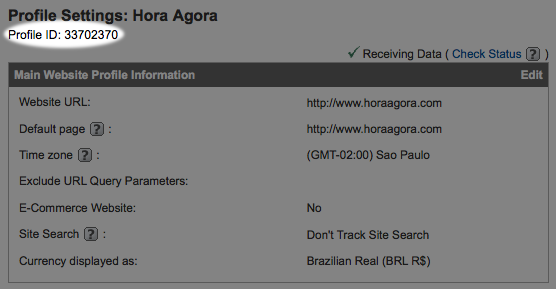 Profile Settings: Hora Agora
Profile ID: 33702370
✓ Receiving Data ( Check Status ? )
Main Website Profile Information Edit
Website URL: http://www.horaagora.com
Default page ? : http://www.horaagora.com
Time zone ? : (GMT-02:00) Sao Paulo
Exclude URL Query Parameters:
E-Commerce Website: No
Site Search ? : Don't Track Site Search
Currency displayed as: Brazilian Real (BRL R$)